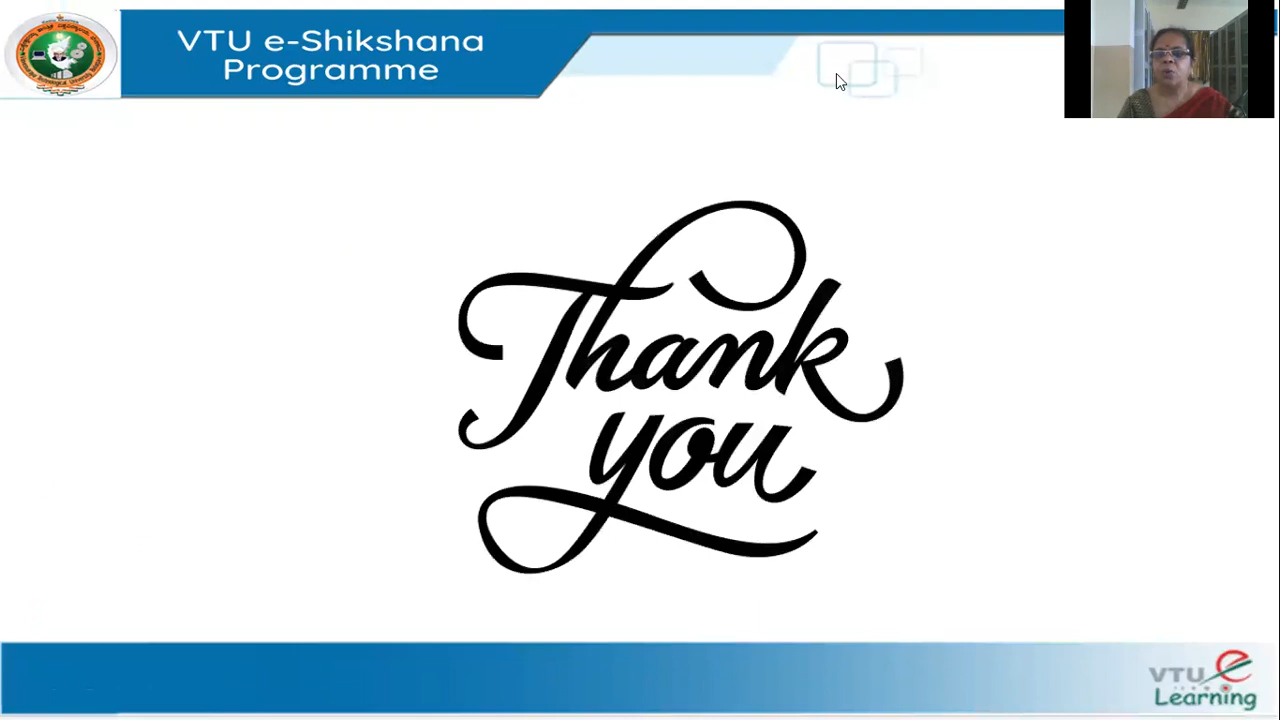 VTU e-Shikshana
Programme
Thank
you
VTU e
Learning